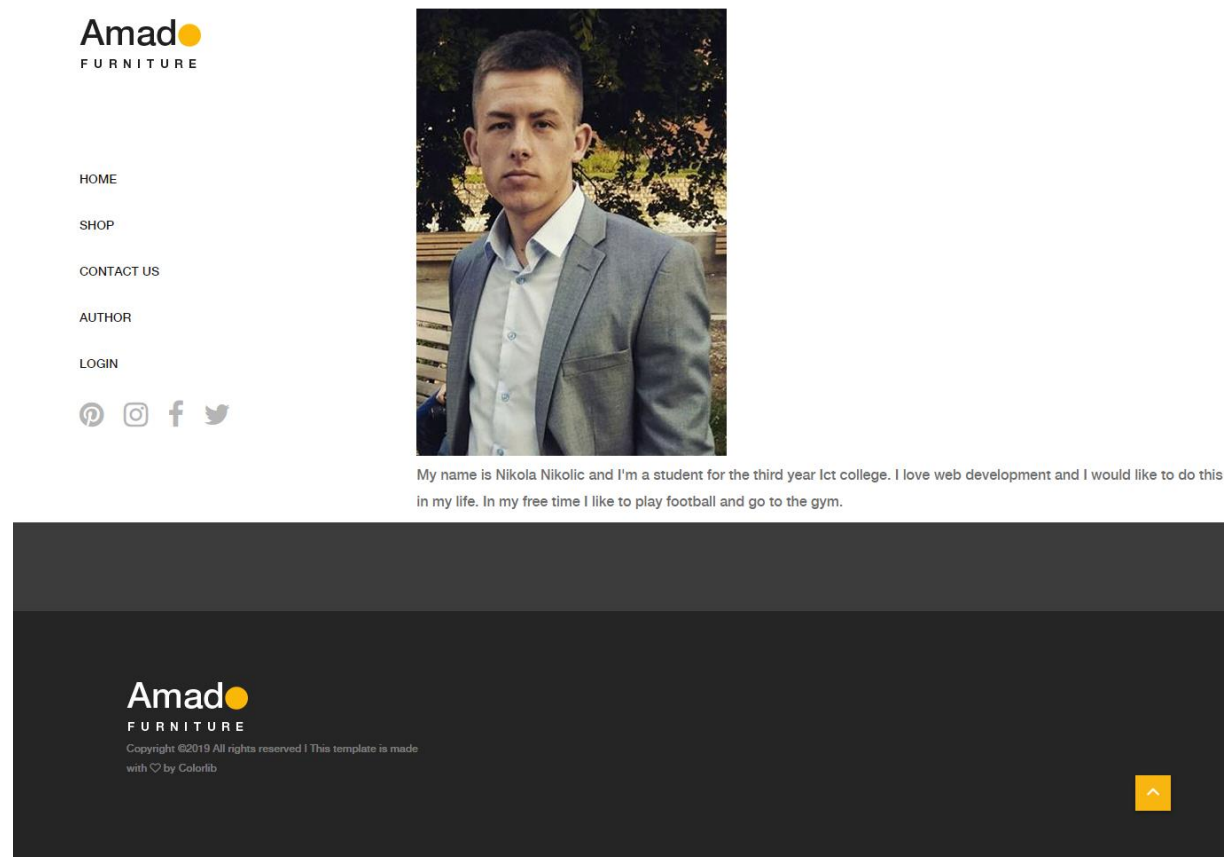 Amado
FURNITURE
HOME
SHOP
CONTACT US
AUTHOR
LOGIN
My name is Nikola Nikolic and I'm a student for the third year Ict college. I love web development and I would like to do this
in my life. In my free time I like to play football and go to the gym.
Amado
FURNITURE
Copyright ©2019 All rights reserved | This template is made
with ♡ by Colorlib